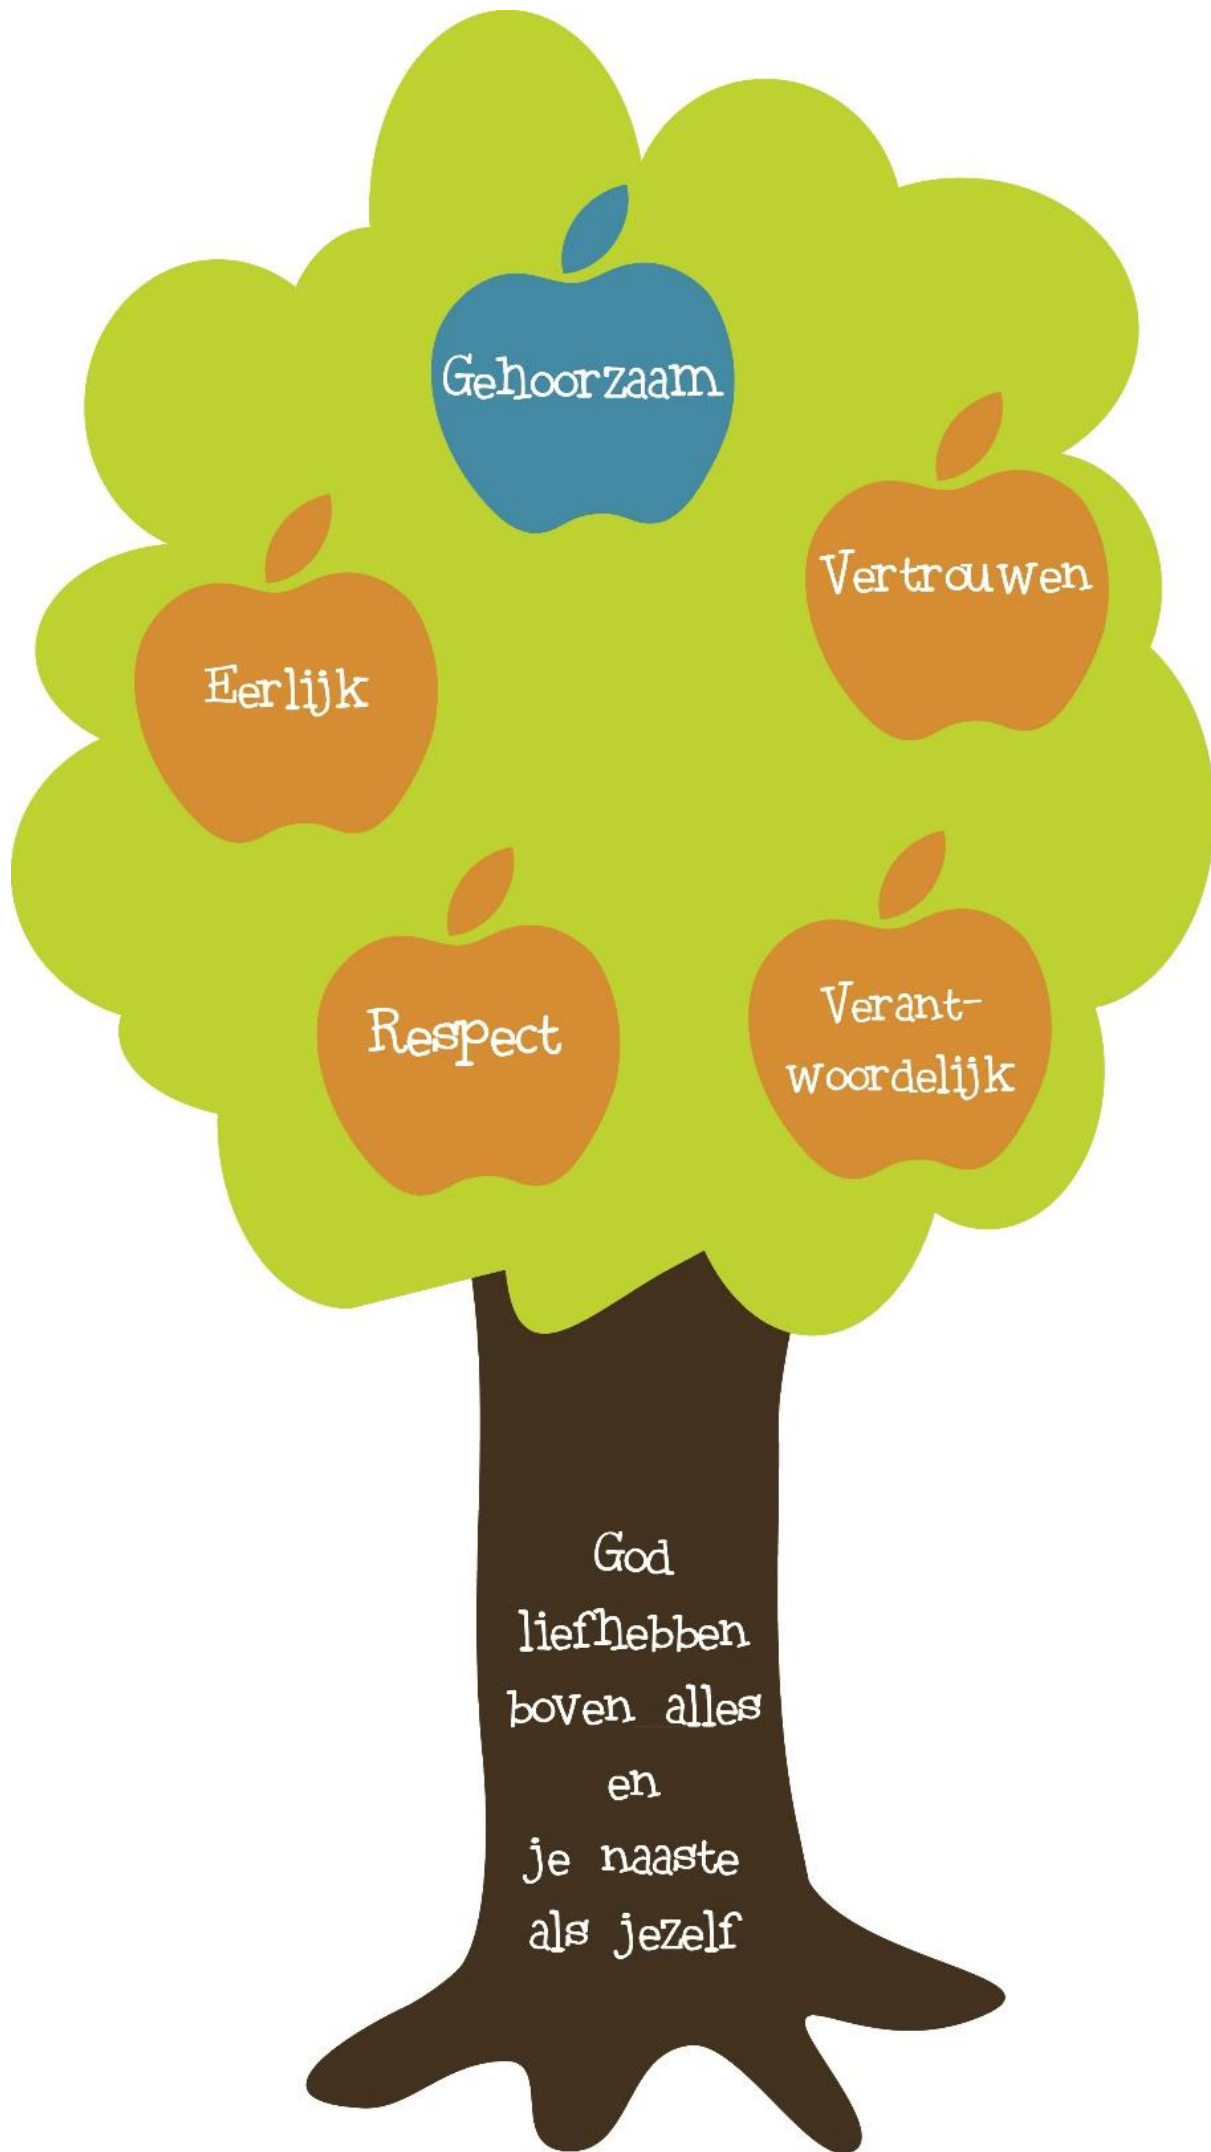 Gehoorzaam
Vertrouwen
Eerlijk
Respect
Verant-
woordelijk
God
liefhebben
boven alles
en
je naaste
als jezelf